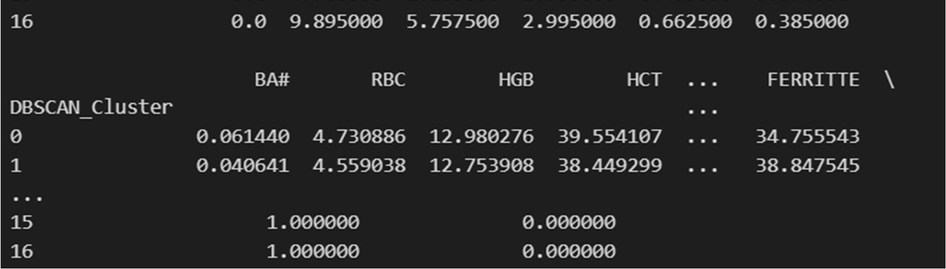 16 0.0 9.895000 5.757500 2.995000 0.662500 0.385000
BA# RBC HGB HCT ... FERRITTE \
DBSCAN_Cluster ...
0 0.061440 4.730886 12.980276 39.554107 ... 34.755543
1 0.040641 4.559038 12.753908 38.449299 ... 38.847545
...
15 1.000000 0.000000
16 1.000000 0.000000